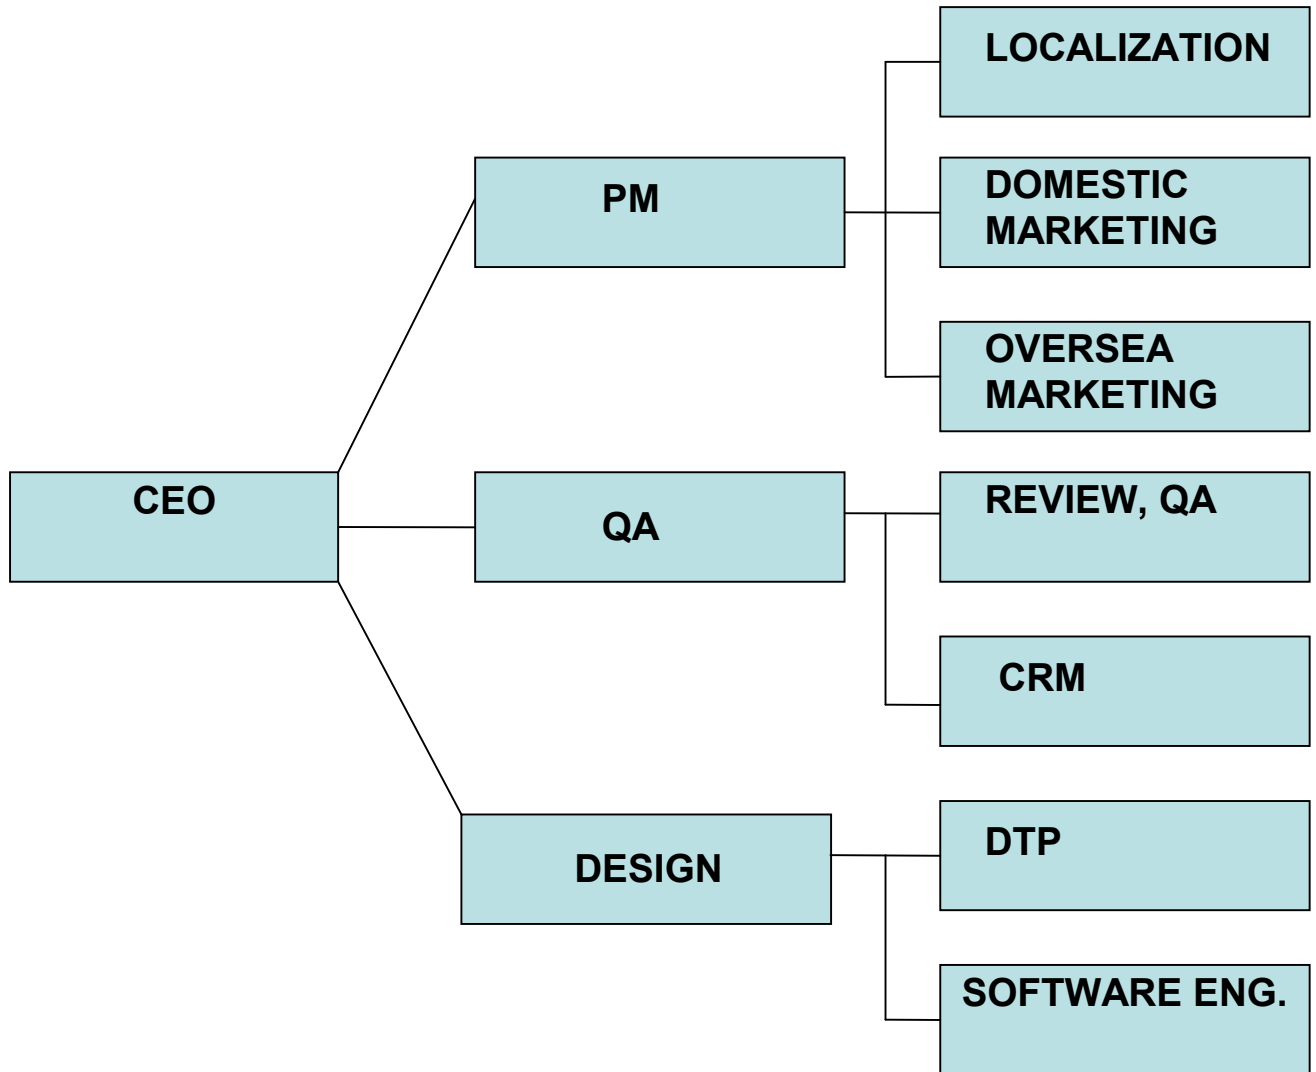 LOCALIZATION
PM
DOMESTIC
MARKETING
OVERSEA
MARKETING
CEO
QA
REVIEW, QA
CRM
DESIGN
DTP
SOFTWARE ENG.